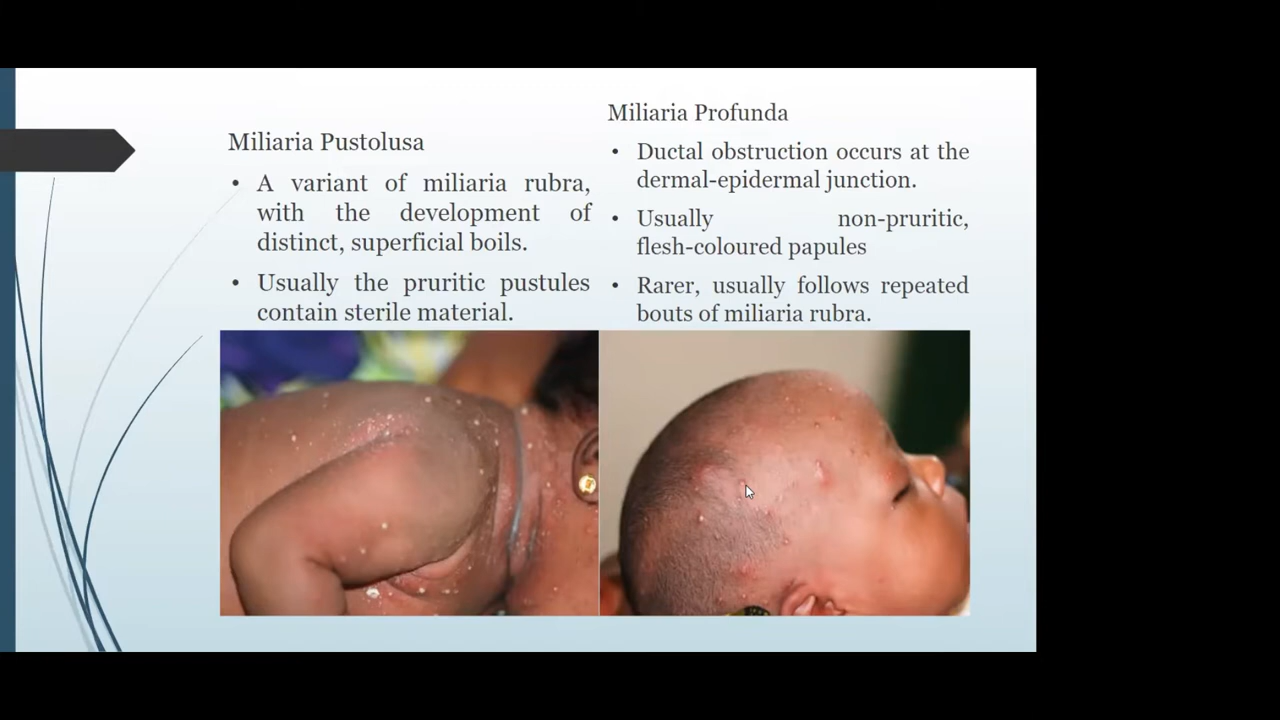 Miliaria Pustolusa
• A variant of miliaria rubra,
with the development of
distinct, superficial boils.
• Usually the pruritic pustules
contain sterile material.
Miliaria Profunda
• Ductal obstruction occurs at the
dermal-epidermal junction.
• Usually non-pruritic,
flesh-coloured papules
• Rarer, usually follows repeated
bouts of miliaria rubra.